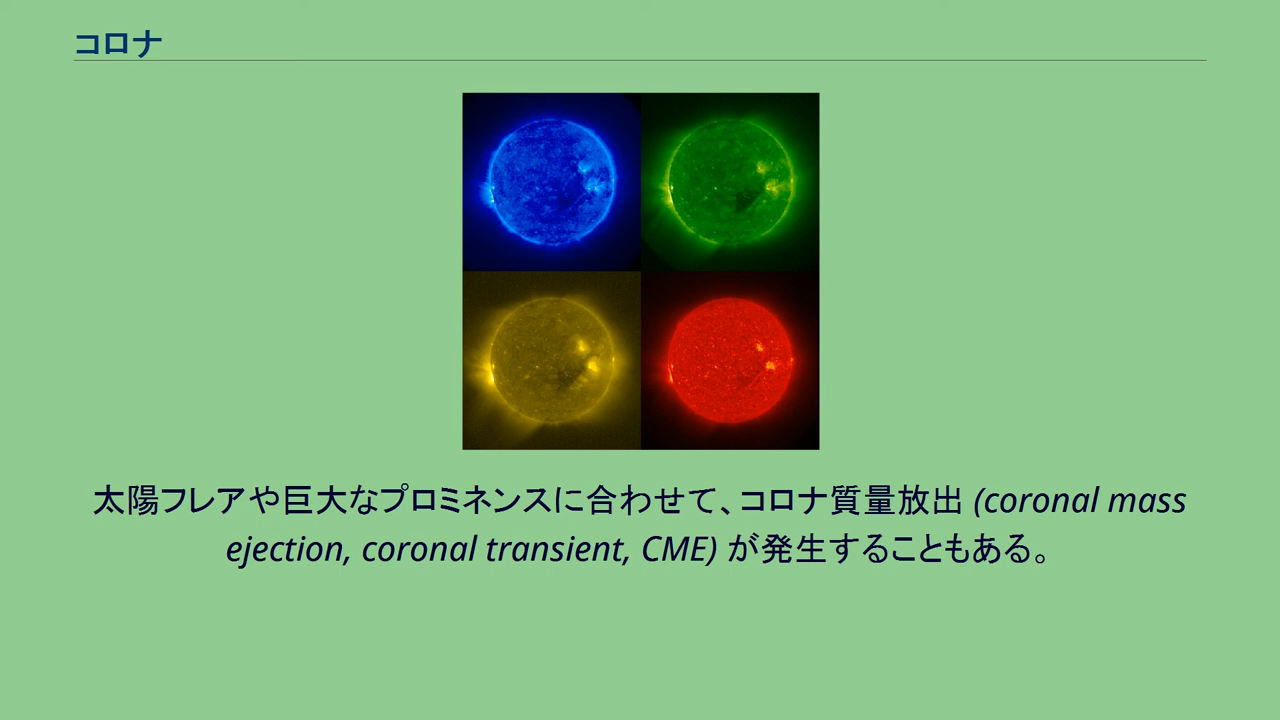 コロナ
太陽フレアや巨大なプロミネンスに合わせて、コロナ質量放出 (coronal mass
ejection, coronal transient, CME) が発生することもある。